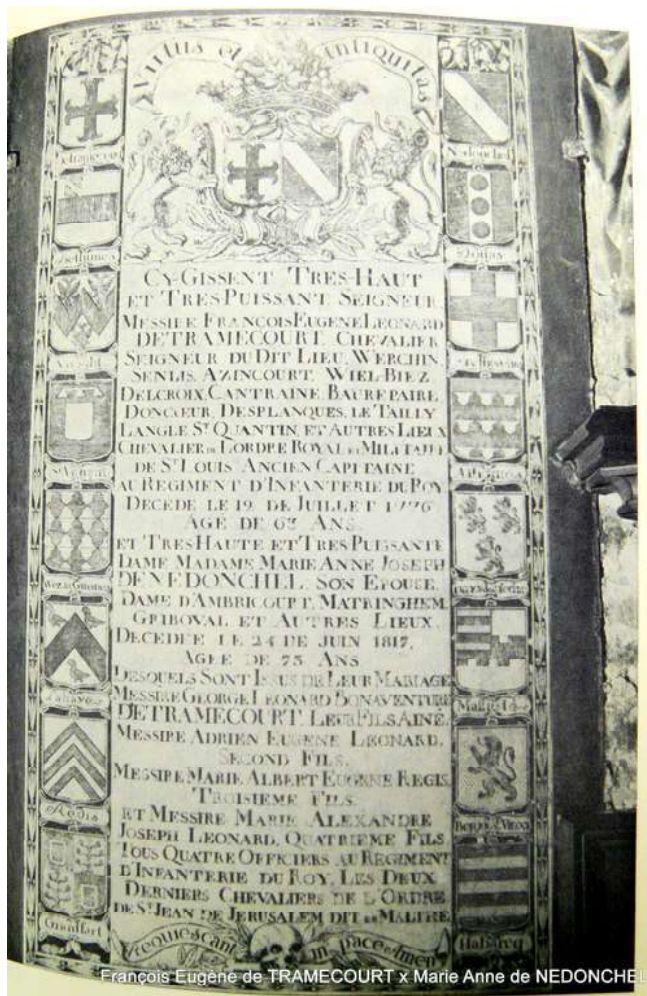 Virtus et antiquitas
Nedonchel
Douay
CY-GISSENT TRES-HAUT
ET TRES PUISSANT SEIGNEUR
MESSIRE FRANCOIS EUGENE LEONARD
DETRAMECOURT CHEVALIER
SEIGNEUR DU DIT LIEU, WERCHIN
SENLIS, AZINCOURT, WIEL-BIEZ
DELCROIX, CANTRAINE, BAUREPAIRE
DONCŒUR, DESPLANQUES, LE TAILLY
LANGLE ST QUANTIN, ET AUTRES LIEUX
CHEVALIER DE L'ORDRE ROYAL ET MILITAIRE
DE ST LOUIS ANCIEN CAPITAINE
AU REGIMENT D'INFANTERIE DU ROY
DECEDE LE 19 DE JUILLET 1776
AGE DE 67 ANS
ET TRES HAUTE ET TRES PUISSANTE
DAME MADAME MARIE ANNE JOSEPH
DE NEDONCHEL, SON EPOUSE,
DAME D'AMBRICOURT, MATRINGHEM,
GRIBOVAL ET AUTRES LIEUX.
DECEDEE LE 24 DE JUIN 1817,
AGEE DE 75 ANS
DESQUELS SONT ISSUS DE LEUR MARIAGE
MESSIRE GEORGE LEONARD BONAVENTURE
DETRAMECOURT LEUR FILS AINE,
MESSIRE ADRIEN EUGENE LEONARD,
SECOND FILS,
MESSIRE MARIE ALBERT EUGENE REGIS
TROISIEME FILS
ET MESSIRE MARIE ALEXANDRE
JOSEPH LEONARD, QUATRIEME FILS
TOUS QUATRE OFFICIERS AU REGIMENT
D'INFANTERIE DU ROY, LES DEUX
DERNIERS CHEVALIERS DE L'ORDRE
DE ST JEAN DE JERUSALEM DIT DE MALTHE
Requiescant in pace Amen
François Eugène de TRAMECOURT x Marie Anne de NEDONCHEL